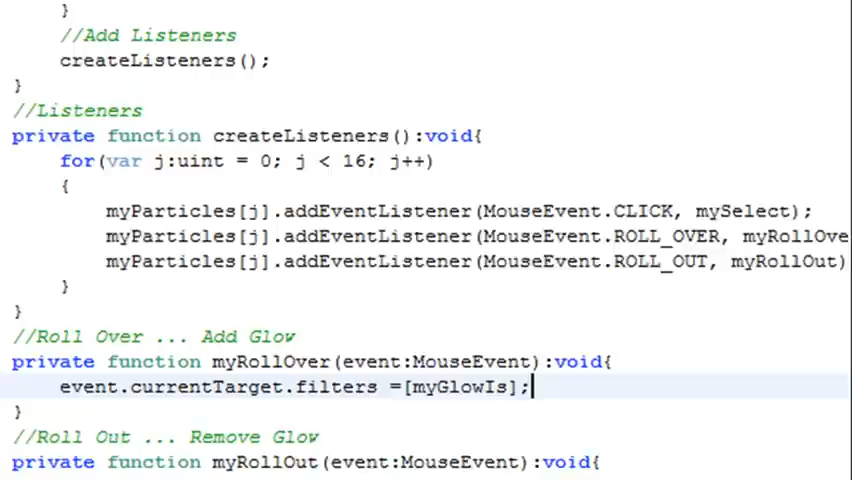 }
//Add Listeners
createListeners();
}
//Listeners
private function createListeners():void{
for(var j:uint = 0; j < 16; j++)
{
myParticles[j].addEventListener(MouseEvent.CLICK, mySelect);
myParticles[j].addEventListener(MouseEvent.ROLL_OVER, myRollOve
myParticles[j].addEventListener(MouseEvent.ROLL_OUT, myRollOut)
}
}
//Roll Over ... Add Glow
private function myRollOver(event:MouseEvent):void{
event.currentTarget.filters =[myGlowIs];
}
//Roll Out ... Remove Glow
private function myRollOut(event:MouseEvent):void{